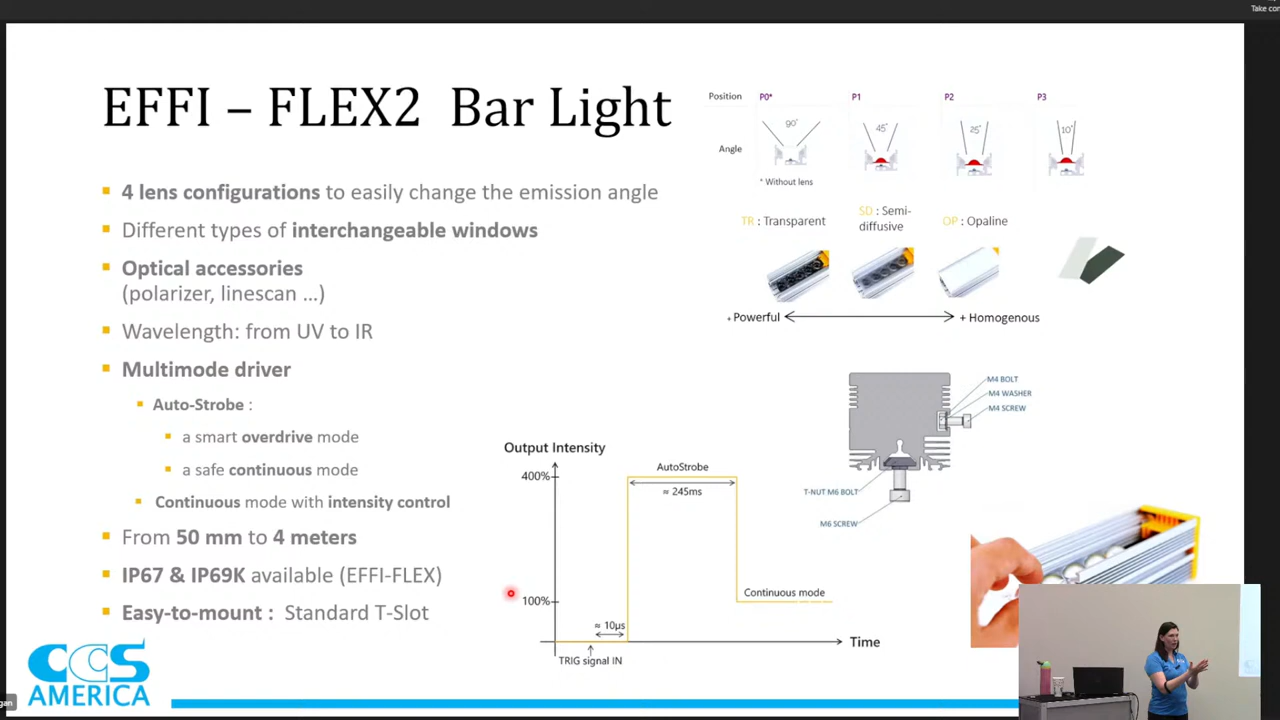 Take con
EFFI – FLEX2 Bar Light
4 lens configurations to easily change the emission angle
Different types of interchangeable windows
Optical accessories
(polarizer, linescan ...)
Wavelength: from UV to IR
Multimode driver
Auto-Strobe :
a smart overdrive mode
a safe continuous mode
Continuous mode with intensity control
From 50 mm to 4 meters
IP67 & IP69K available (EFFI-FLEX)
Easy-to-mount : Standard T-Slot
Position P0* P1 P2 P3
Angle 90° 45° 25° 10°
* Without lens
TR : Transparent
SD : Semi-
diffusive
OP : Opaline
+ Powerful
+ Homogenous
M4 BOLT
M4 WASHER
M4 SCREW
T-NUT M6 BOLT
M6 SCREW
Output Intensity
400%
AutoStrobe
≈ 245ms
100%
Continuous mode
≈ 10µs
Time
TRIG signal IN
CCS
AMERICA
gan